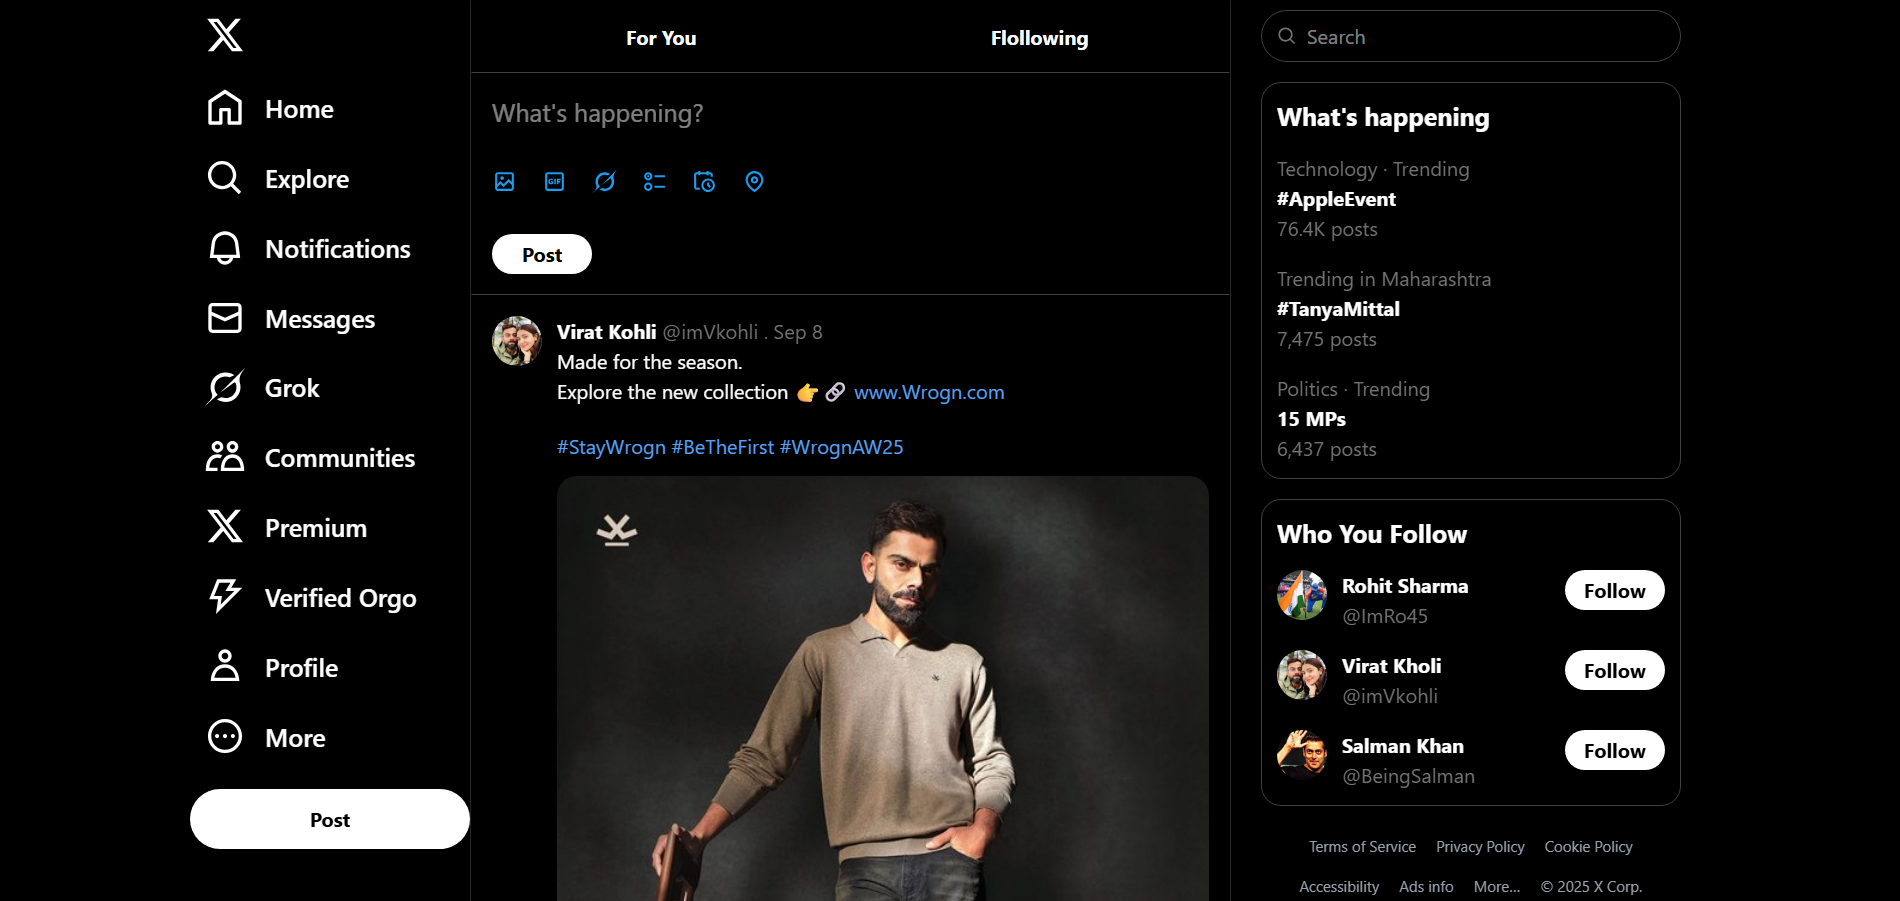 For You
Flollowing
Search
Home
Explore
Notifications
Messages
Grok
Communities
Premium
Verified Orgo
Profile
More
Post
What's happening?
GIF
Post
Virat Kohli @imVkohli . Sep 8
Made for the season.
Explore the new collection 👉🔗 www.Wrogn.com
#StayWrogn #BeTheFirst #WrognAW25
What's happening
Technology · Trending
#AppleEvent
76.4K posts
Trending in Maharashtra
#TanyaMittal
7,475 posts
Politics · Trending
15 MPs
6,437 posts
Who You Follow
Rohit Sharma
@ImRo45
Follow
Virat Kholi
@imVkohli
Follow
Salman Khan
@BeingSalman
Follow
Terms of Service Privacy Policy Cookie Policy
Accessibility Ads info More... © 2025 X Corp.